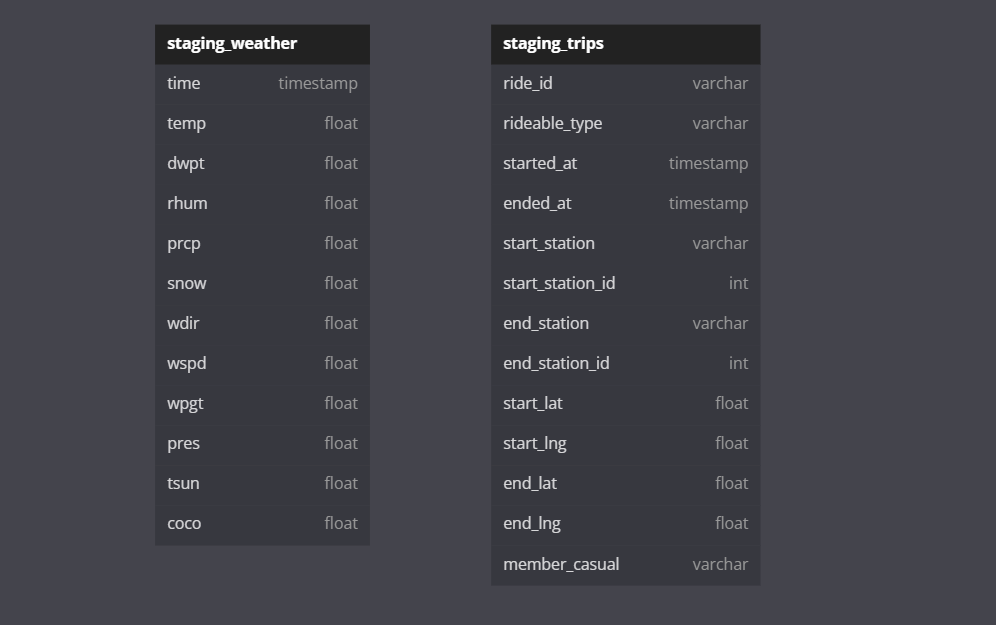 staging_weather
time timestamp
temp float
dwpt float
rhum float
prcp float
snow float
wdir float
wspd float
wpgt float
pres float
tsun float
coco float
staging_trips
ride_id varchar
rideable_type varchar
started_at timestamp
ended_at timestamp
start_station varchar
start_station_id int
end_station varchar
end_station_id int
start_lat float
start_lng float
end_lat float
end_lng float
member_casual varchar